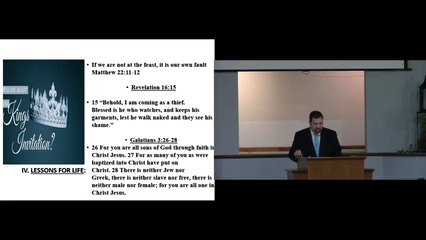 King's
Invitation?
IV. LESSONS FOR LIFE:
• If we are not at the feast, it is our own fault
Matthew 22:11-12
• Revelation 16:15
• 15 "Behold, I am coming as a thief.
Blessed is he who watches, and keeps his
garments, lest he walk naked and they see his
shame."
• Galatians 3:26-28
• 26 For you are all sons of God through faith in
Christ Jesus. 27 For as many of you as were
baptized into Christ have put on
Christ. 28 There is neither Jew nor
Greek, there is neither slave nor free, there is
neither male nor female; for you are all one in
Christ Jesus.